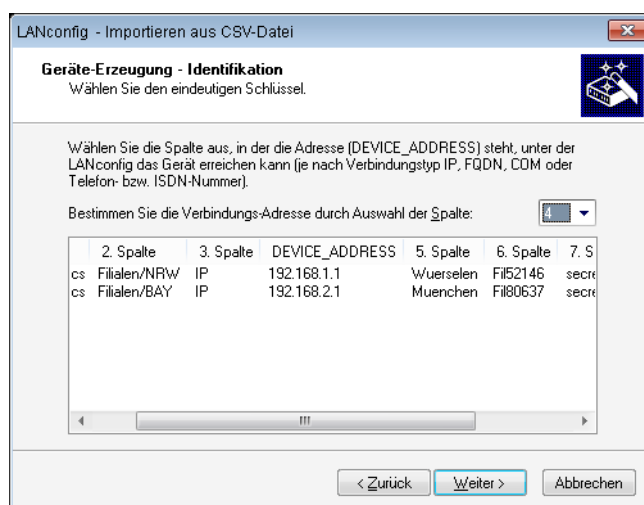 LANconfig - Importieren aus CSV-Datei
Geräte-Erzeugung - Identifikation
Wählen Sie den eindeutigen Schlüssel.
Wählen Sie die Spalte aus, in der die Adresse (DEVICE_ADDRESS) steht, unter der
LANconfig das Gerät erreichen kann (je nach Verbindungstyp IP, FQDN, COM oder
Telefon- bzw. ISDN-Nummer).
Bestimmen Sie die Verbindungs-Adresse durch Auswahl der Spalte: 4
2. Spalte 3. Spalte DEVICE_ADDRESS 5. Spalte 6. Spalte 7. S
cs Filialen/NRW IP 192.168.1.1 Wuerselen Fil52146 secre
cs Filialen/BAY IP 192.168.2.1 Muenchen Fil80637 secre
< Zurück Weiter > Abbrechen